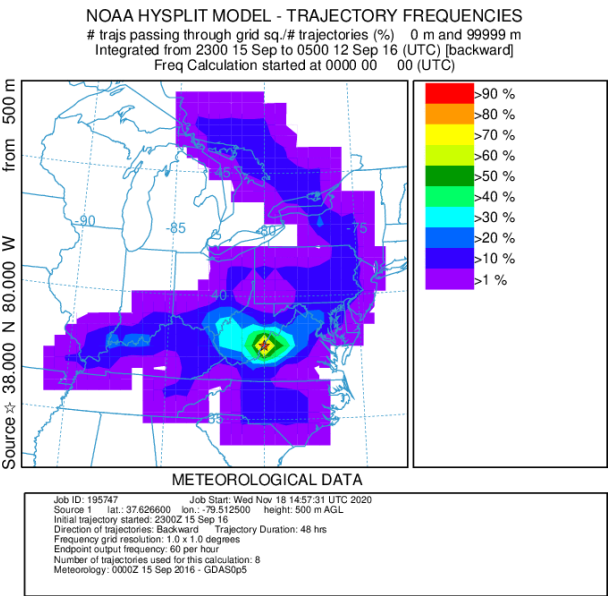 NOAA HYSPLIT MODEL - TRAJECTORY FREQUENCIES
# trajs passing through grid sq./# trajectories (%) 0 m and 99999 m
Integrated from 2300 15 Sep to 0500 12 Sep 16 (UTC) [backward]
Freq Calculation started at 0000 00 00 (UTC)
Source ☆ 38.000 N 80.000 W from 500 m
-90
-85
-80
-75
45
40
35
>90 %
>80 %
>70 %
>60 %
>50 %
>40 %
>30 %
>20 %
>10 %
>1 %
METEOROLOGICAL DATA
Job ID: 195747 Job Start: Wed Nov 18 14:57:31 UTC 2020
Source 1 lat.: 37.626600 lon.: -79.512500 height: 500 m AGL
Initial trajectory started: 2300Z 15 Sep 16
Direction of trajectories: Backward Trajectory Duration: 48 hrs
Frequency grid resolution: 1.0 x 1.0 degrees
Endpoint output frequency: 60 per hour
Number of trajectories used for this calculation: 8
Meteorology: 0000Z 15 Sep 2016 - GDAS0p5